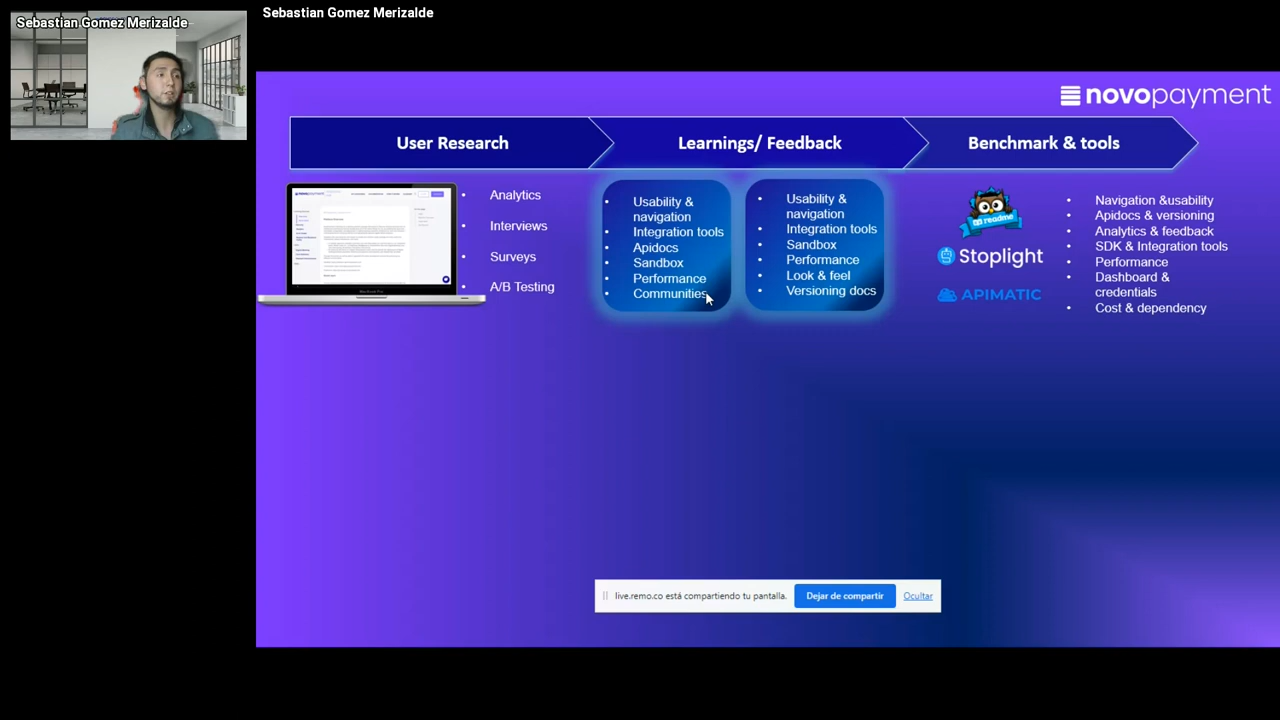 Sebastian Gomez Merizalde
Sebastian Gomez Merizalde
novopayment
User Research
Learnings/ Feedback
Benchmark & tools
novopayment
• Analytics
• Interviews
• Surveys
• A/B Testing
• Usability &
navigation
• Integration tools
• Apidocs
• Sandbox
• Performance
• Communities
• Usability &
navigation
• Integration tools
• Sandbox
• Performance
• Look & feel
• Versioning docs
readme
Stoplight
APIMATIC
• Navigation &usability
• Apidocs & versioning
• Analytics & feedback
• SDK & Integration tools
• Performance
• Dashboard &
credentials
• Cost & dependency
live.remo.co está compartiendo tu pantalla.
Dejar de compartir
Ocultar